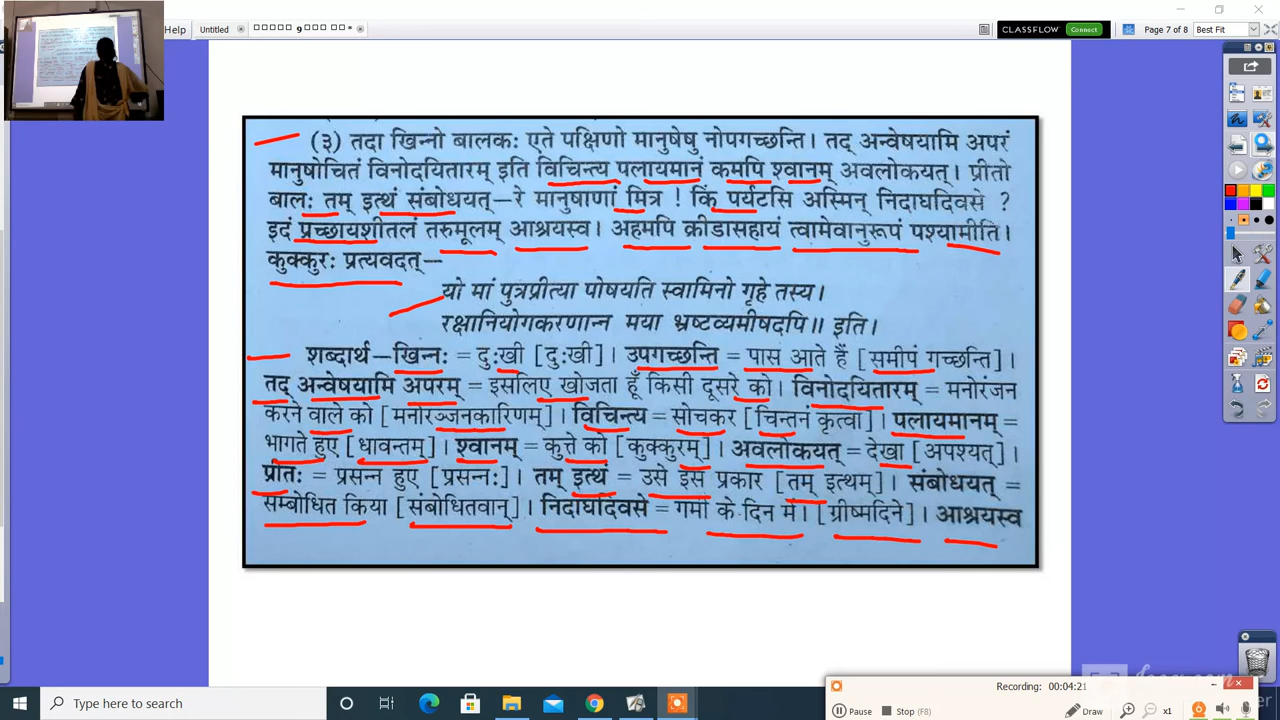 Help
Untitled
9
CLASSFLOW Connect
Page 7 of 8
Best Fit
(३) तदा खिन्नो बालकः एते पक्षिणो मानुषेषु नोपगच्छन्ति। तद् अन्वेषयामि अपरं
मानुषोचितं विनोदयितारम् इति विचिन्त्य पलायमानं कमपि श्वानम् अवलोकयत्। प्रीतो
बालः तम् इत्थं संबोधयत्–रे मानुषाणां मित्र ! किं पर्यटसि अस्मिन् निदाघदिवसे ?
इदं प्रच्छायशीतलं तरुमूलम् आश्रयस्व। अहमपि क्रीडासहायं त्वामेवानुरूपं पश्यामीति।
कुक्कुरः प्रत्यवदत्–
यो मां पुत्रप्रीत्या पोषयति स्वामिनो गृहे तस्य।
रक्षानियोगकरणान्न मया भ्रष्टव्यमीषदपि॥ इति।
शब्दार्थ–खिन्नः = दुःखी [दुःखी]। उपगच्छन्ति = पास आते हैं [समीपं गच्छन्ति]।
तद् अन्वेषयामि अपरम् = इसलिए खोजता हूँ किसी दूसरे को। विनोदयितारम् = मनोरंजन
करने वाले को [मनोरञ्जनकारिणम्]। विचिन्त्य = सोचकर [चिन्तनं कृत्वा]। पलायमानम् =
भागते हुए [धावन्तम्]। श्वानम् = कुत्ते को [कुक्कुरम्]। अवलोकयत् = देखा [अपश्यत्]।
प्रीतः = प्रसन्न हुए [प्रसन्नः]। तम् इत्थं = उसे इस प्रकार [तम् इत्थम्]। संबोधयत् =
सम्बोधित किया [संबोधितवान्]। निदाघदिवसे = गर्मी के दिन में। [ग्रीष्मदिने]। आश्रयस्व
Type here to search
Recording: 00:04:21
Pause
Stop (F8)
Draw
x1